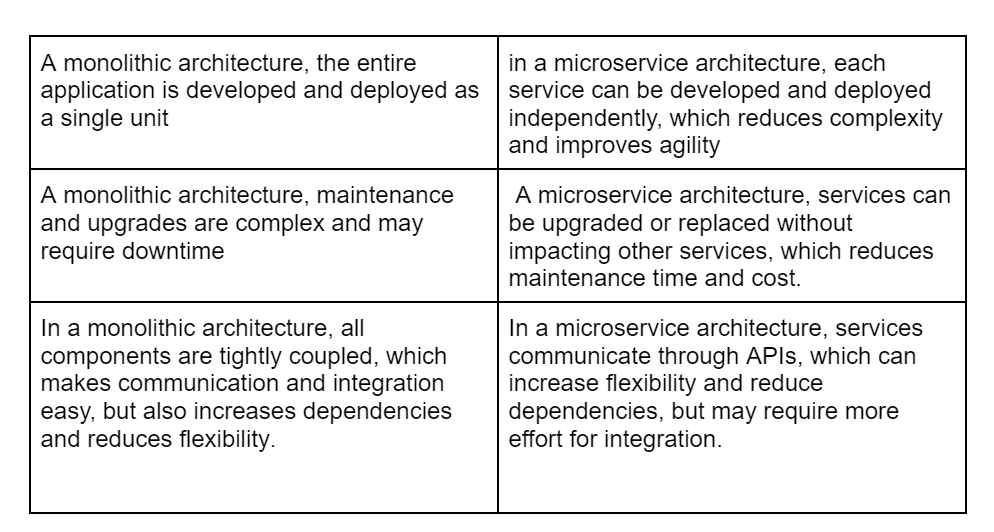 A monolithic architecture, the entire
application is developed and deployed as
a single unit
in a microservice architecture, each
service can be developed and deployed
independently, which reduces complexity
and improves agility
A monolithic architecture, maintenance
and upgrades are complex and may
require downtime
A microservice architecture, services can
be upgraded or replaced without
impacting other services, which reduces
maintenance time and cost.
In a monolithic architecture, all
components are tightly coupled, which
makes communication and integration
easy, but also increases dependencies
and reduces flexibility.
In a microservice architecture, services
communicate through APIs, which can
increase flexibility and reduce
dependencies, but may require more
effort for integration.